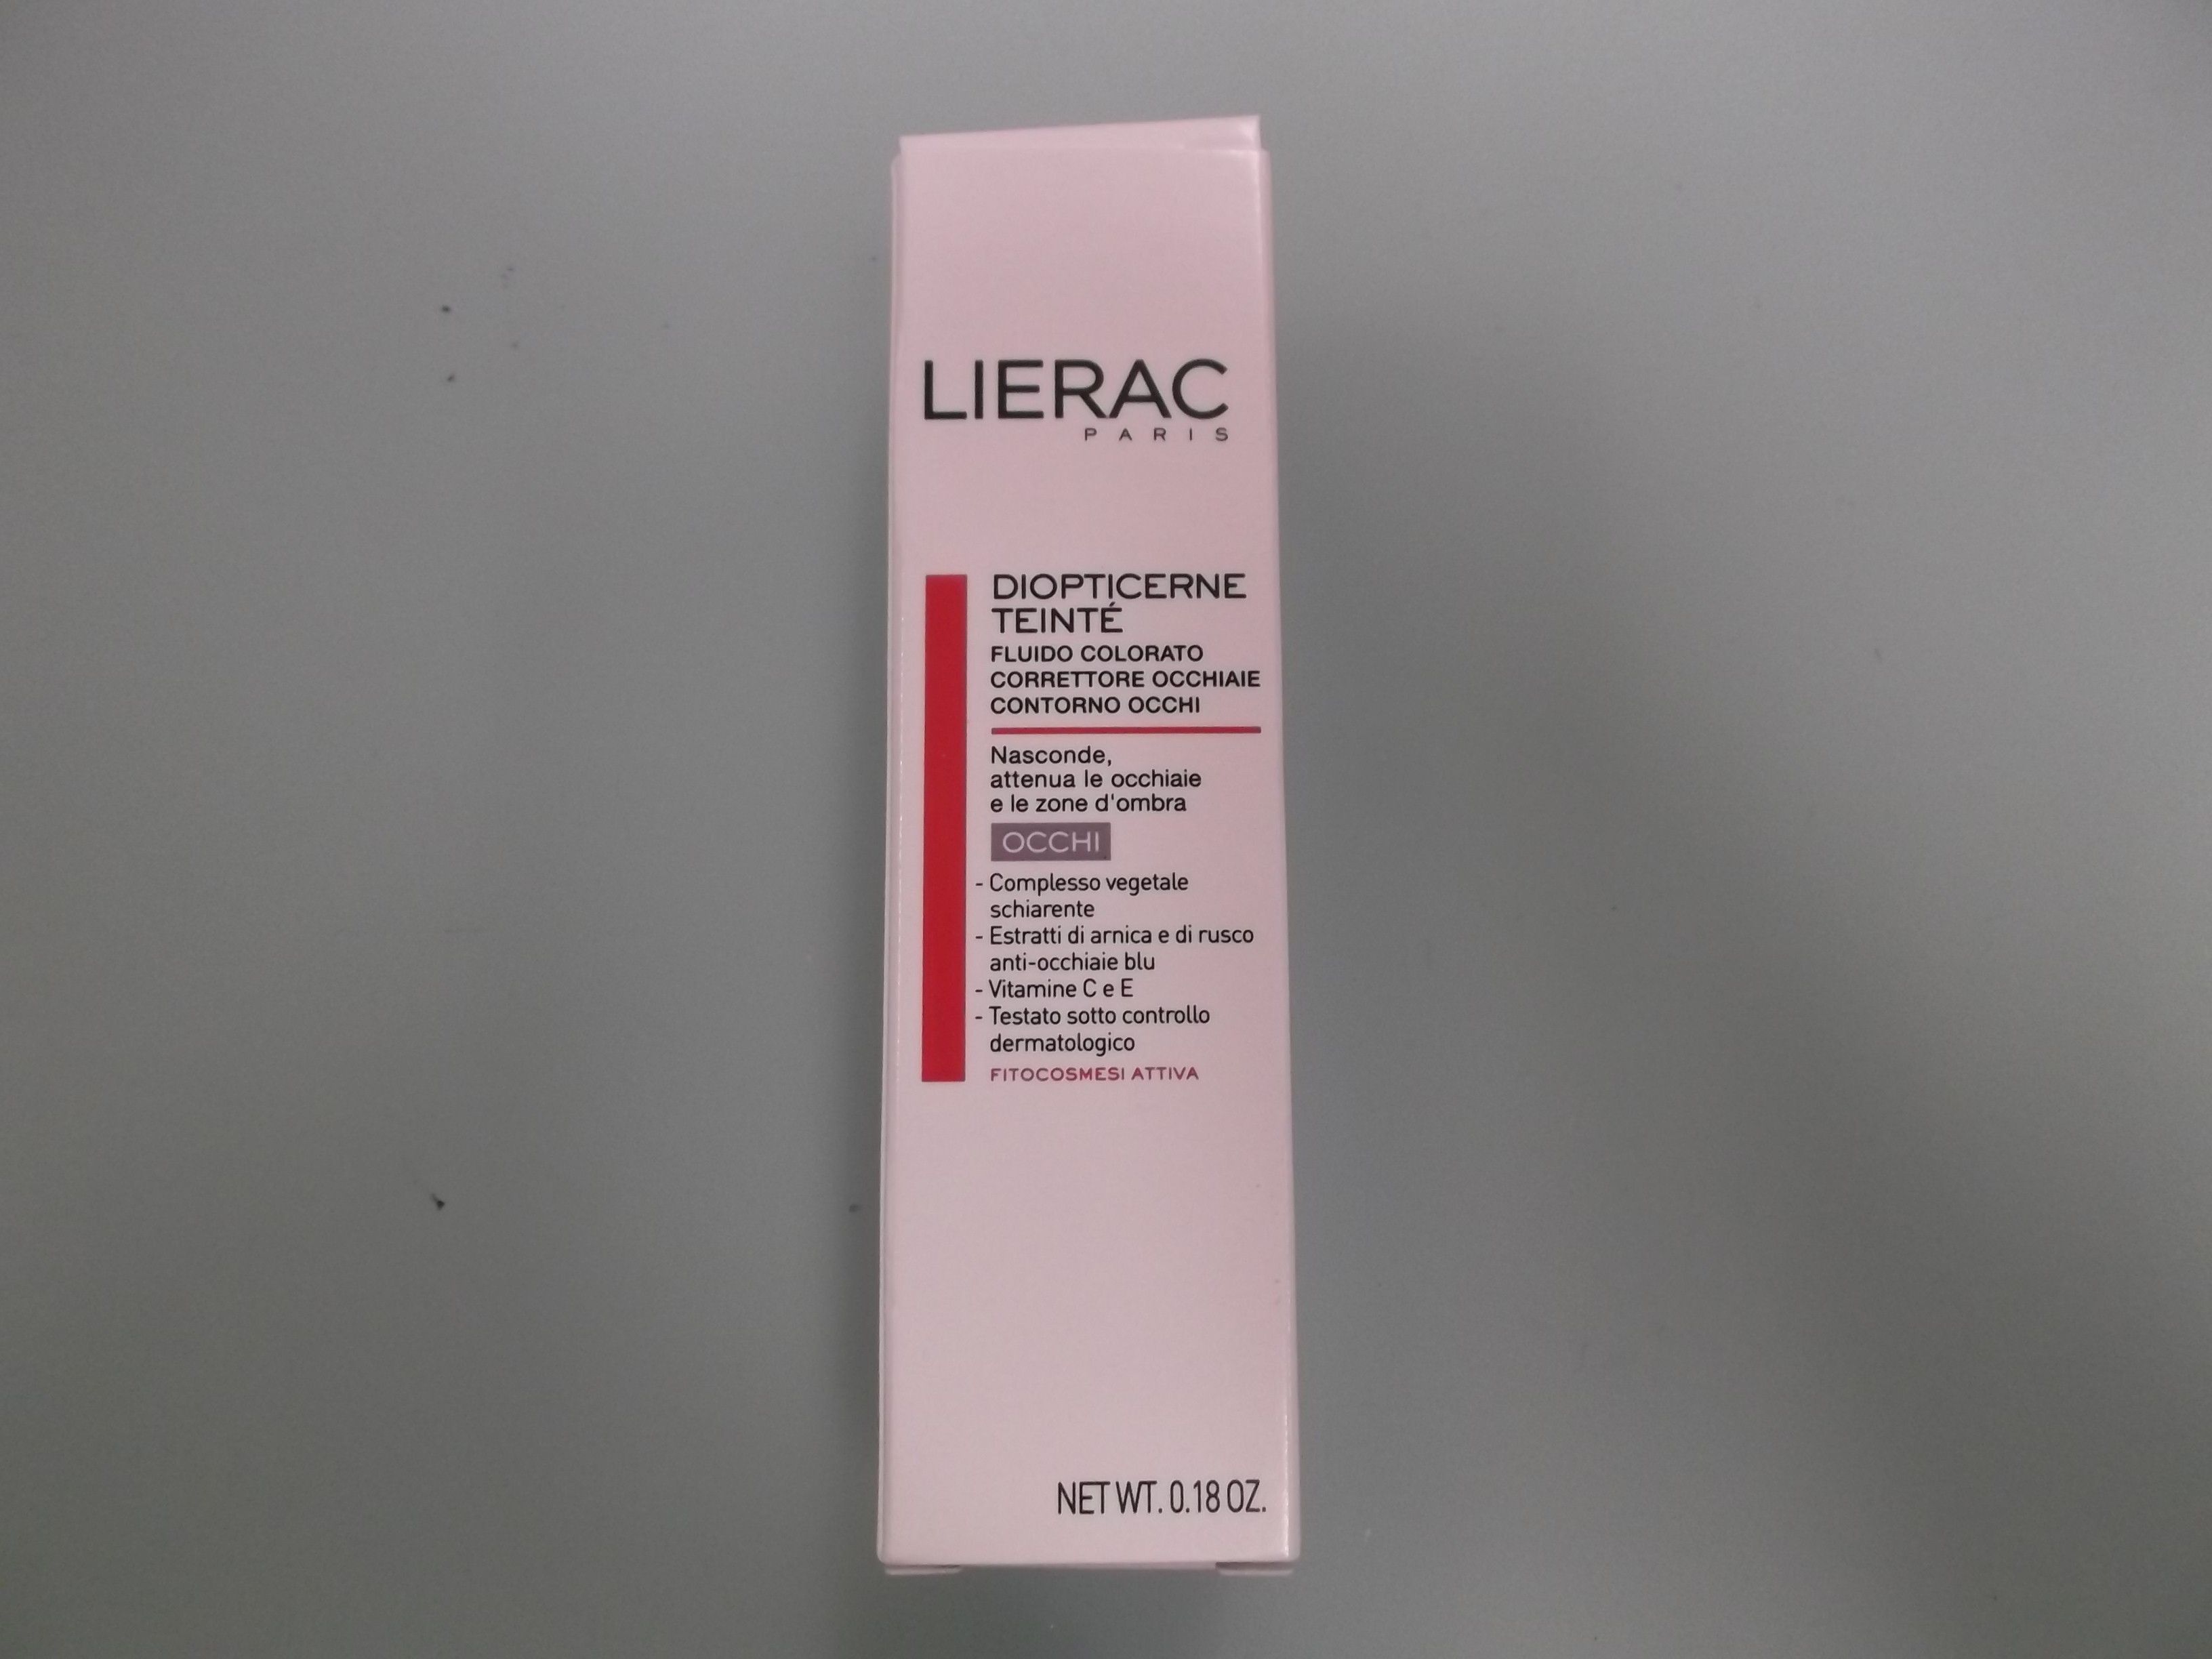 LIERAC
PARIS
DIOPTICERNE
TEINTÉ
FLUIDO COLORATO
CORRETTORE OCCHIAIE
CONTORNO OCCHI
Nasconde,
attenua le occhiaie
e le zone d'ombra
OCCHI
- Complesso vegetale
schiarente
- Estratti di arnica e di rusco
anti-occhiaie blu
- Vitamine C e E
- Testato sotto controllo
dermatologico
FITOCOSMESI ATTIVA
NET WT. 0.18 OZ.